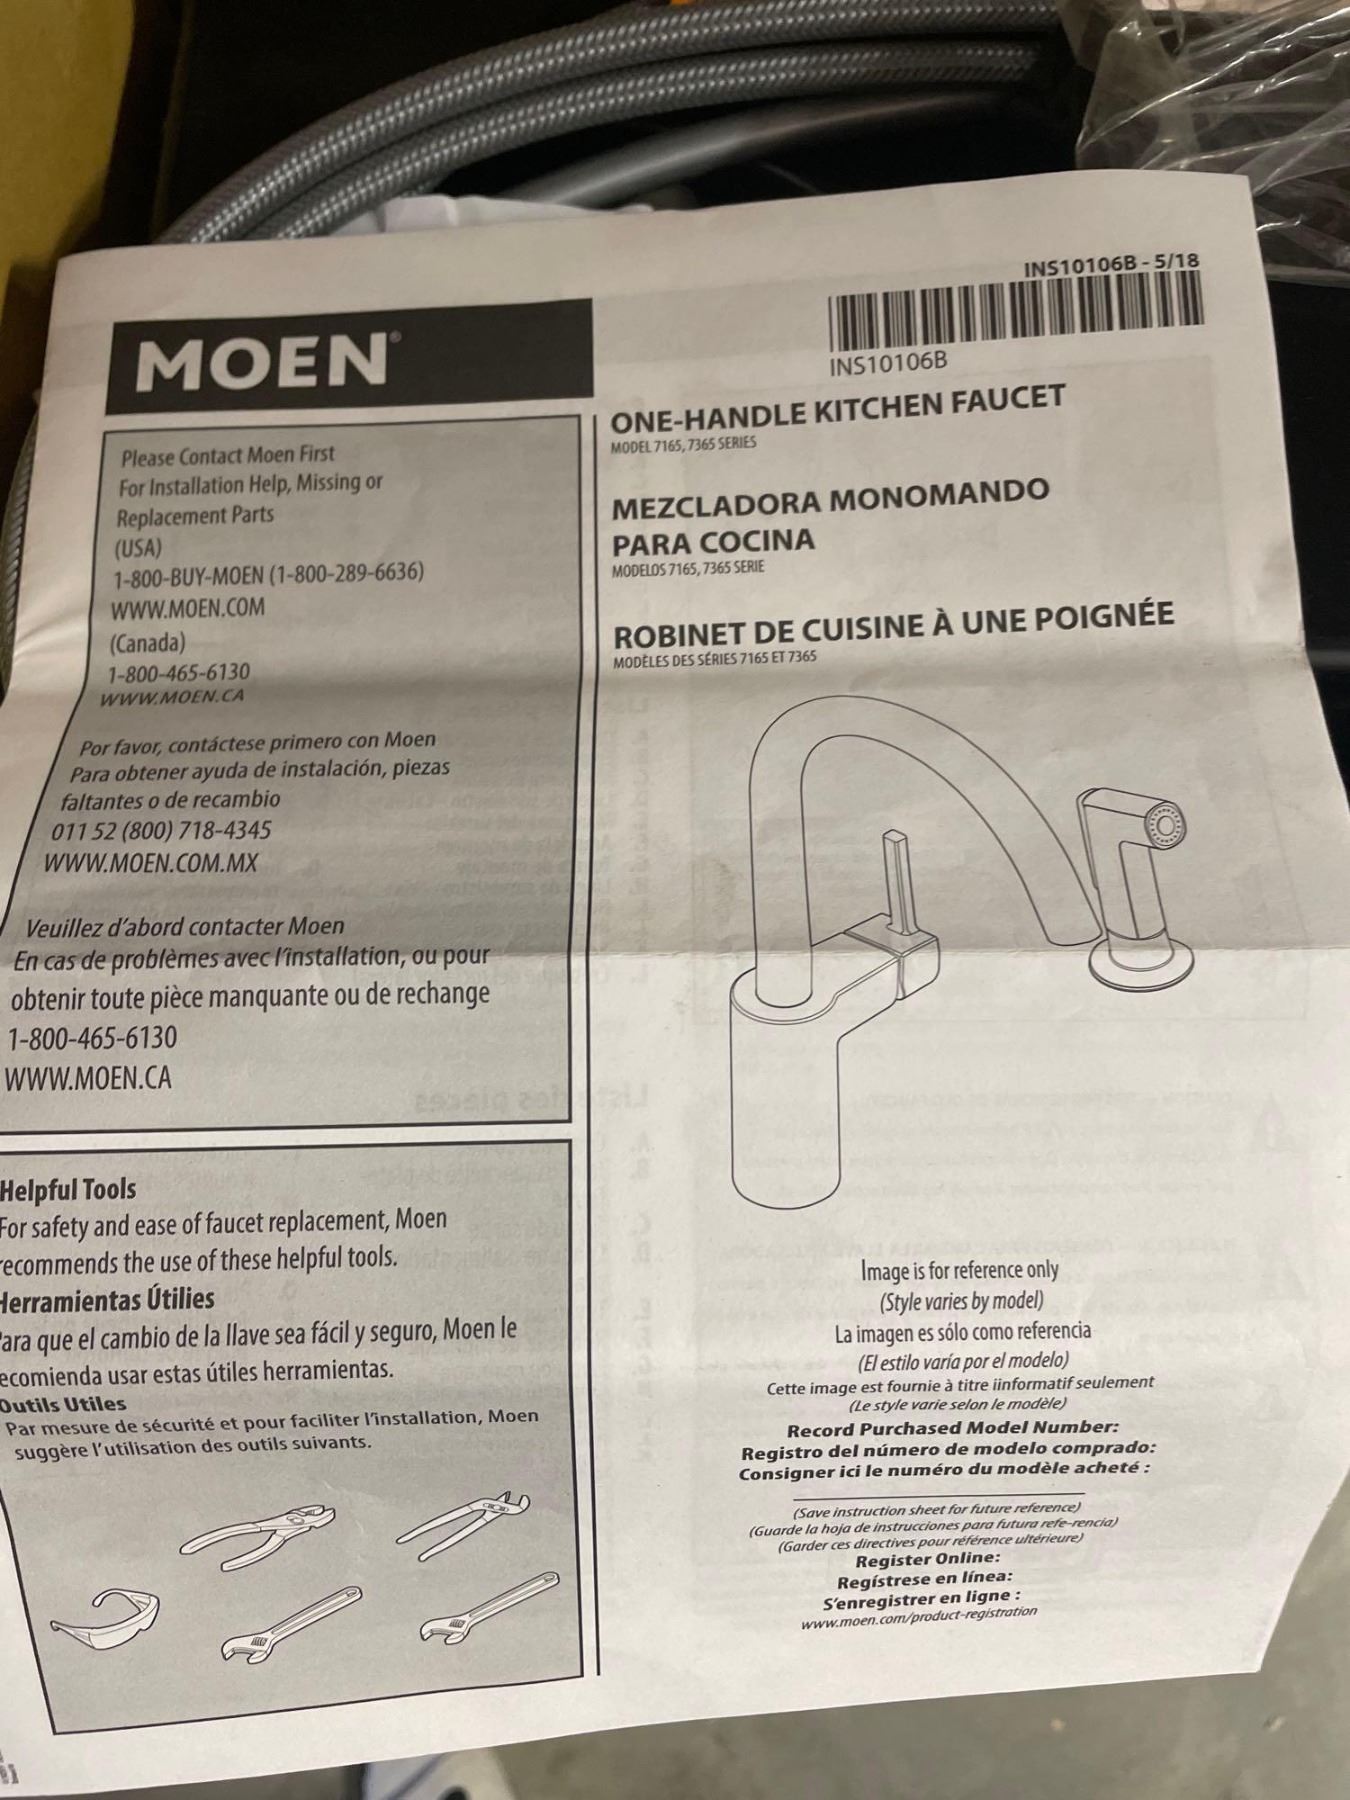 INS10106B - 5/18
INS10106B
MOEN®
Please Contact Moen First
For Installation Help, Missing or
Replacement Parts
(USA)
1-800-BUY-MOEN (1-800-289-6636)
WWW.MOEN.COM
(Canada)
1-800-465-6130
WWW.MOEN.CA
Por favor, contáctese primero con Moen
Para obtener ayuda de instalación, piezas
faltantes o de recambio
011 52 (800) 718-4345
WWW.MOEN.COM.MX
Veuillez d'abord contacter Moen
En cas de problèmes avec l'installation, ou pour
obtenir toute pièce manquante ou de rechange
1-800-465-6130
WWW.MOEN.CA
Helpful Tools
For safety and ease of faucet replacement, Moen
recommends the use of these helpful tools.
Herramientas Útilies
Para que el cambio de la llave sea fácil y seguro, Moen le
ecomienda usar estas útiles herramientas.
Outils Utiles
Par mesure de sécurité et pour faciliter l'installation, Moen
suggère l'utilisation des outils suivants.
ONE-HANDLE KITCHEN FAUCET
MODEL 7165, 7365 SERIES
MEZCLADORA MONOMANDO
PARA COCINA
MODELOS 7165, 7365 SERIE
ROBINET DE CUISINE À UNE POIGNÉE
MODÈLES DES SÉRIES 7165 ET 7365
Image is for reference only
(Style varies by model)
La imagen es sólo como referencia
(El estilo varía por el modelo)
Cette image est fournie à titre iinformatif seulement
(Le style varie selon le modèle)
Record Purchased Model Number:
Registro del número de modelo comprado:
Consigner ici le numéro du modèle acheté :
(Save instruction sheet for future reference)
(Guarde la hoja de instrucciones para futura refe-rencia)
(Garder ces directives pour référence ultérieure)
Register Online:
Regístrese en línea:
S'enregistrer en ligne :
www.moen.com/product-registration